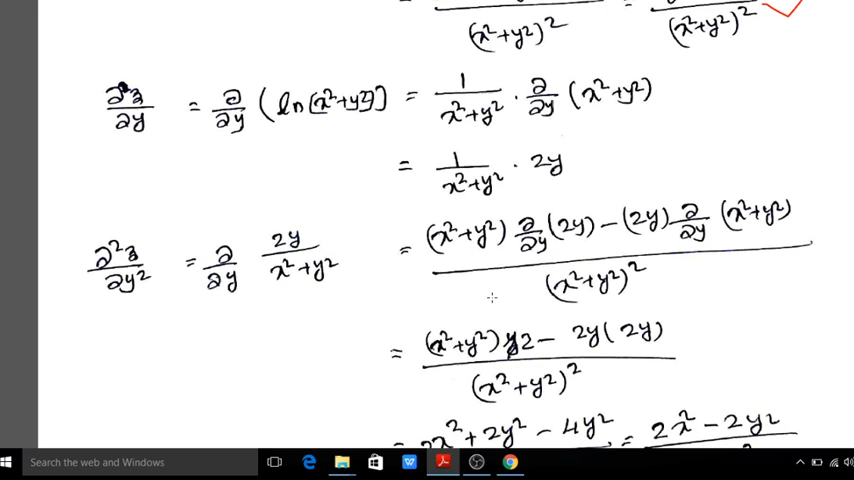 (x²+y²)² = (x²+y²)²
∂z/∂y = ∂/∂y (ln(x²+y²)) = 1/(x²+y²) · ∂/∂y (x²+y²)
= 1/(x²+y²) · 2y
∂²z/∂y² = ∂/∂y 2y/(x²+y²) = ((x²+y²) ∂/∂y (2y) − (2y) ∂/∂y (x²+y²))/(x²+y²)²
= ((x²+y²) 2 − 2y(2y))/(x²+y²)²
= 2x²+2y²−4y² = 2x²−2y²
Search the web and Windows